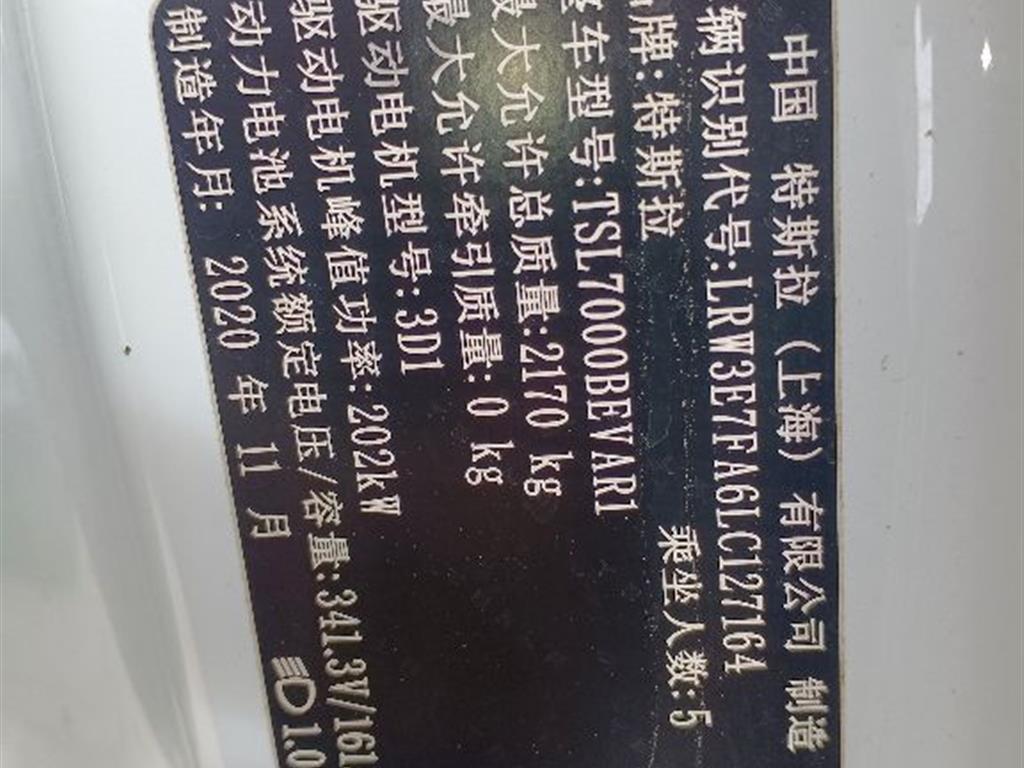 中国 特斯拉（上海）有限公司 制造
辆识别代号:LRW3E7FA6LC127164
牌:特斯拉 乘坐人数:5
车型号:TSL7000BEVAR1
最大允许总质量:2170 kg
最大允许牵引质量:0 kg
驱动电机型号:3D1
驱动电机峰值功率:202kW
动力电池系统额定电压/容量:341.3V/161
制造年月: 2020 年 11 月
1.0